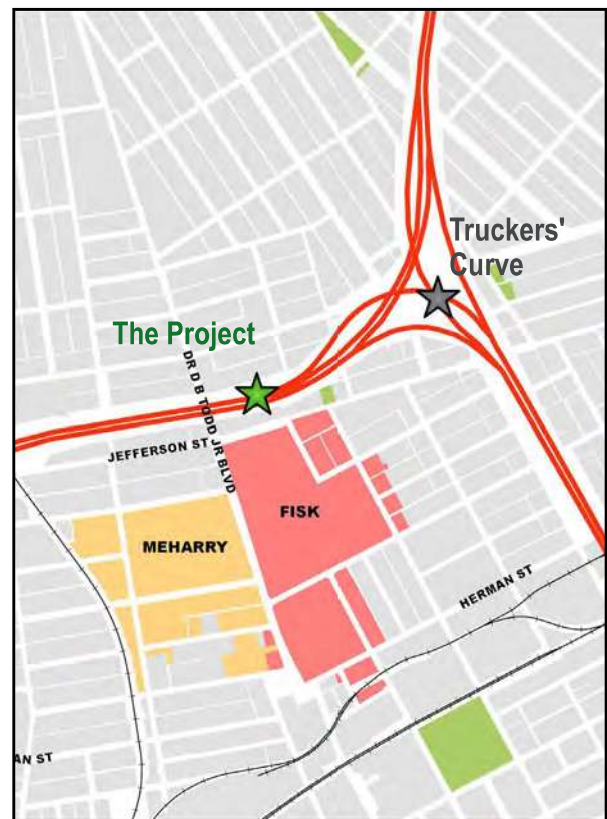 Truckers'
Curve
The Project
DR D B TODD JR BLVD
JEFFERSON ST
FISK
MEHARRY
HERMAN ST
AN ST